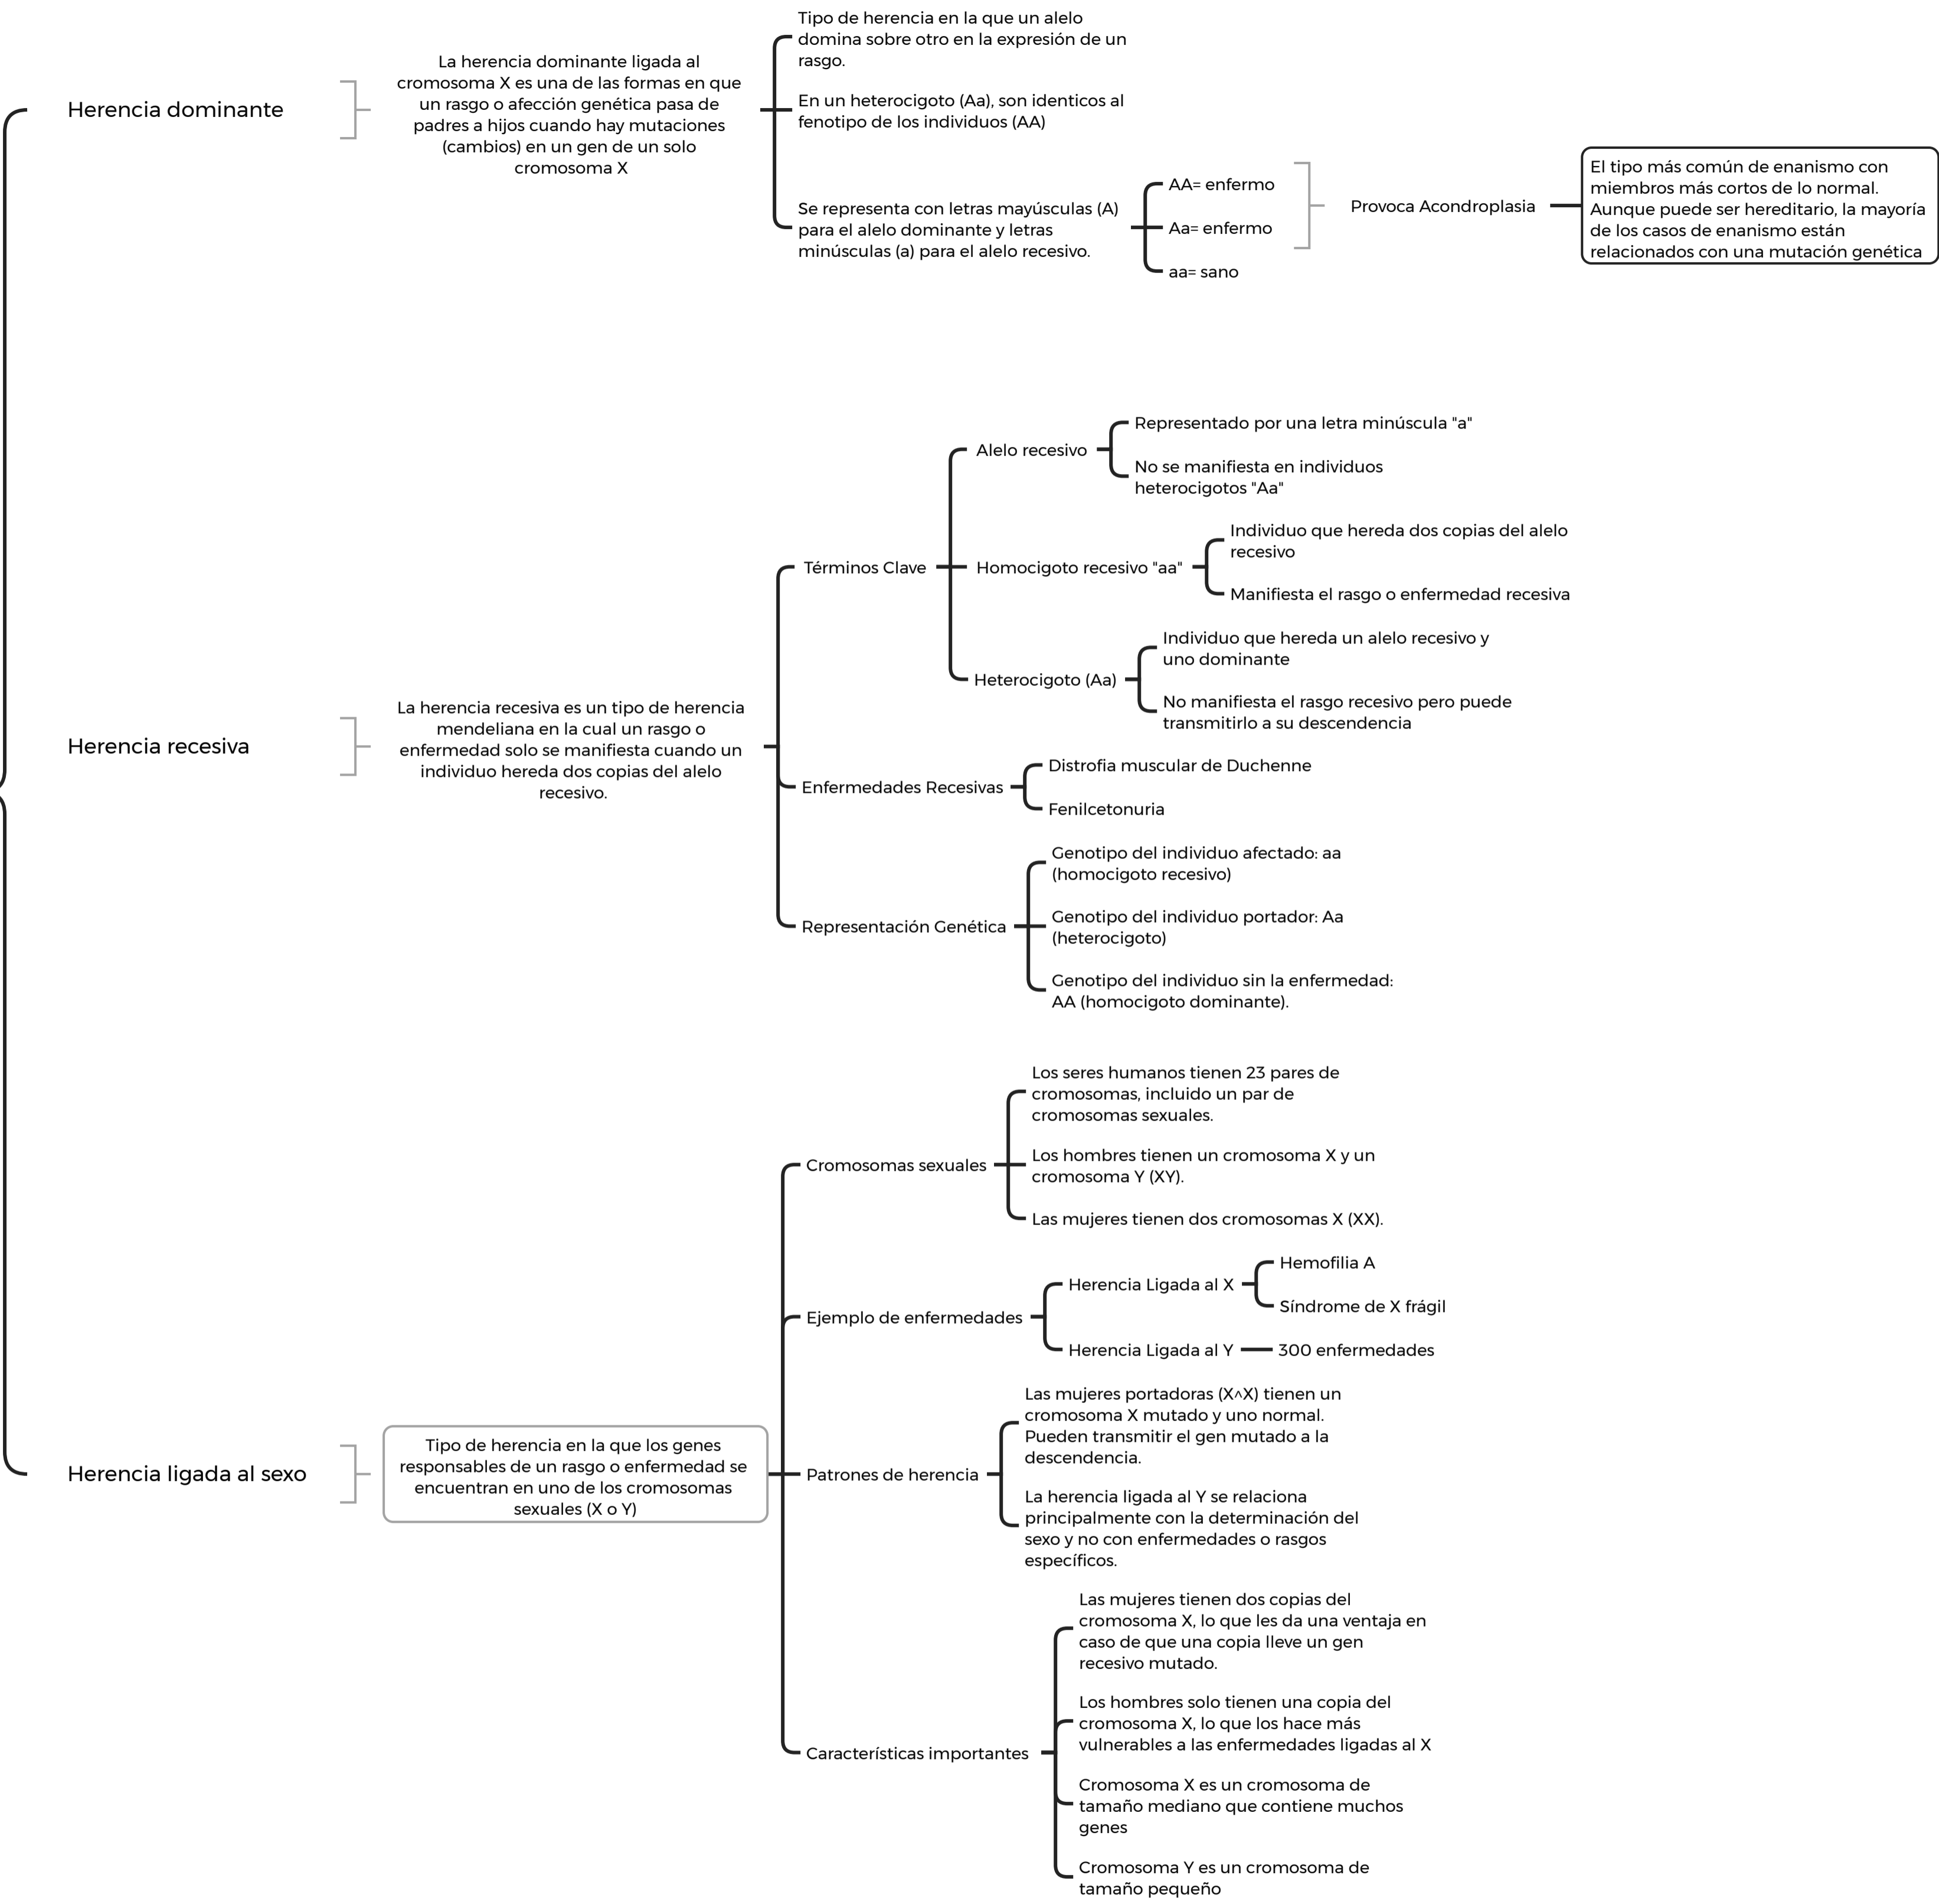 Herencia dominante
La herencia dominante ligada al
cromosoma X es una de las formas en que
un rasgo o afección genética pasa de
padres a hijos cuando hay mutaciones
(cambios) en un gen de un solo
cromosoma X
Tipo de herencia en la que un alelo
domina sobre otro en la expresión de un
rasgo.
En un heterocigoto (Aa), son identicos al
fenotipo de los individuos (AA)
Se representa con letras mayúsculas (A)
para el alelo dominante y letras
minúsculas (a) para el alelo recesivo.
AA= enfermo
Aa= enfermo
aa= sano
Provoca Acondroplasia
El tipo más común de enanismo con
miembros más cortos de lo normal.
Aunque puede ser hereditario, la mayoría
de los casos de enanismo están
relacionados con una mutación genética
Herencia recesiva
La herencia recesiva es un tipo de herencia
mendeliana en la cual un rasgo o
enfermedad solo se manifiesta cuando un
individuo hereda dos copias del alelo
recesivo.
Términos Clave
Alelo recesivo
Representado por una letra minúscula "a"
No se manifiesta en individuos
heterocigotos "Aa"
Homocigoto recesivo "aa"
Individuo que hereda dos copias del alelo
recesivo
Manifiesta el rasgo o enfermedad recesiva
Heterocigoto (Aa)
Individuo que hereda un alelo recesivo y
uno dominante
No manifiesta el rasgo recesivo pero puede
transmitirlo a su descendencia
Enfermedades Recesivas
Distrofia muscular de Duchenne
Fenilcetonuria
Representación Genética
Genotipo del individuo afectado: aa
(homocigoto recesivo)
Genotipo del individuo portador: Aa
(heterocigoto)
Genotipo del individuo sin la enfermedad:
AA (homocigoto dominante).
Herencia ligada al sexo
Tipo de herencia en la que los genes
responsables de un rasgo o enfermedad se
encuentran en uno de los cromosomas
sexuales (X o Y)
Cromosomas sexuales
Los seres humanos tienen 23 pares de
cromosomas, incluido un par de
cromosomas sexuales.
Los hombres tienen un cromosoma X y un
cromosoma Y (XY).
Las mujeres tienen dos cromosomas X (XX).
Ejemplo de enfermedades
Herencia Ligada al X
Hemofilia A
Síndrome de X frágil
Herencia Ligada al Y
300 enfermedades
Patrones de herencia
Las mujeres portadoras (X^X) tienen un
cromosoma X mutado y uno normal.
Pueden transmitir el gen mutado a la
descendencia.
La herencia ligada al Y se relaciona
principalmente con la determinación del
sexo y no con enfermedades o rasgos
específicos.
Características importantes
Las mujeres tienen dos copias del
cromosoma X, lo que les da una ventaja en
caso de que una copia lleve un gen
recesivo mutado.
Los hombres solo tienen una copia del
cromosoma X, lo que los hace más
vulnerables a las enfermedades ligadas al X
Cromosoma X es un cromosoma de
tamaño mediano que contiene muchos
genes
Cromosoma Y es un cromosoma de
tamaño pequeño